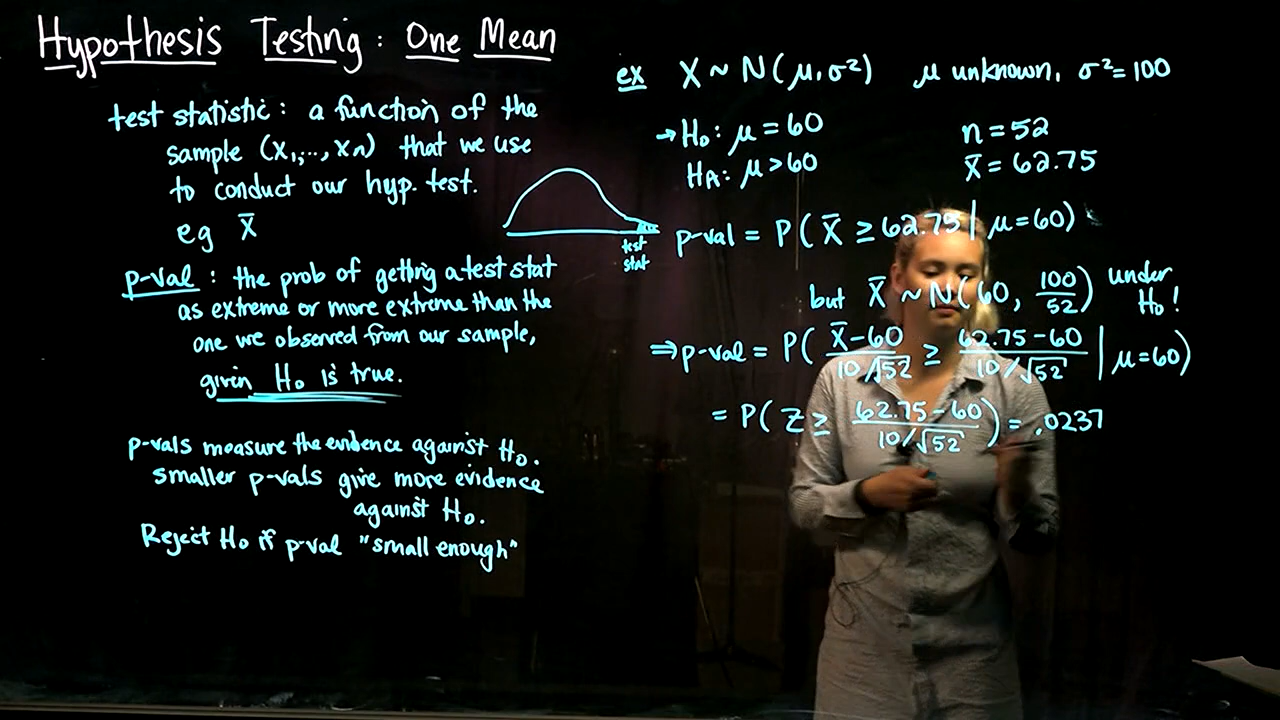 Hypothesis Testing: One Mean
test statistic: a function of the
sample (x₁,..., xₙ) that we use
to conduct our hyp. test.
eg X̄
test
stat
p-val: the prob of getting a test stat
as extreme or more extreme than the
one we observed from our sample,
given H₀ is true.
p-vals measure the evidence against H₀.
smaller p-vals give more evidence
against H₀.
Reject H₀ if p-val "small enough"
ex X ~ N(μ, σ²) μ unknown, σ² = 100
→ H₀: μ = 60 n = 52
H_A: μ > 60 x̄ = 62.75
p-val = P(X̄ ≥ 62.75 | μ = 60)
but X̄ ~ N(60, 100/52) under H₀!
⇒ p-val = P((X̄ - 60)/(10/√52) ≥ (62.75 - 60)/(10/√52) | μ = 60)
= P(Z ≥ (62.75 - 60)/(10/√52)) = .0237